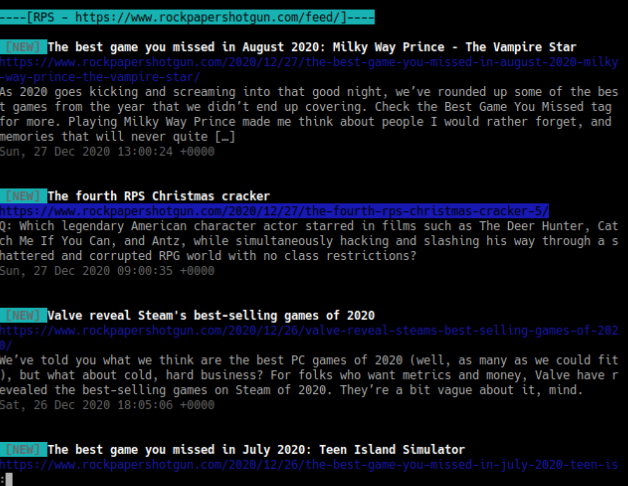 ----[RPS - https://www.rockpapershotgun.com/feed/]----
[NEW] The best game you missed in August 2020: Milky Way Prince - The Vampire Star
https://www.rockpapershotgun.com/2020/12/27/the-best-game-you-missed-in-august-2020-milky
-way-prince-the-vampire-star/
As 2020 goes kicking and screaming into that good night, we’ve rounded up some of the bes
t games from the year that we didn’t end up covering. Check the Best Game You Missed tag
for more. Playing Milky Way Prince made me think about people I would rather forget, and
memories that will never quite […]
Sun, 27 Dec 2020 13:00:24 +0000
[NEW] The fourth RPS Christmas cracker
https://www.rockpapershotgun.com/2020/12/27/the-fourth-rps-christmas-cracker-5/
Q: Which legendary American character actor starred in films such as The Deer Hunter, Cat
ch Me If You Can, and Antz, while simultaneously hacking and slashing his way through a s
hattered and corrupted RPG world with no class restrictions?
Sun, 27 Dec 2020 09:00:35 +0000
[NEW] Valve reveal Steam's best-selling games of 2020
https://www.rockpapershotgun.com/2020/12/26/valve-reveal-steams-best-selling-games-of-202
0/
We’ve told you what we think are the best PC games of 2020 (well, as many as we could fit
), but what about cold, hard business? For folks who want metrics and money, Valve have r
evealed the best-selling games on Steam of 2020. They’re a bit vague about it, mind.
Sat, 26 Dec 2020 18:05:06 +0000
[NEW] The best game you missed in July 2020: Teen Island Simulator
https://www.rockpapershotgun.com/2020/12/26/the-best-game-you-missed-in-july-2020-teen-is
: